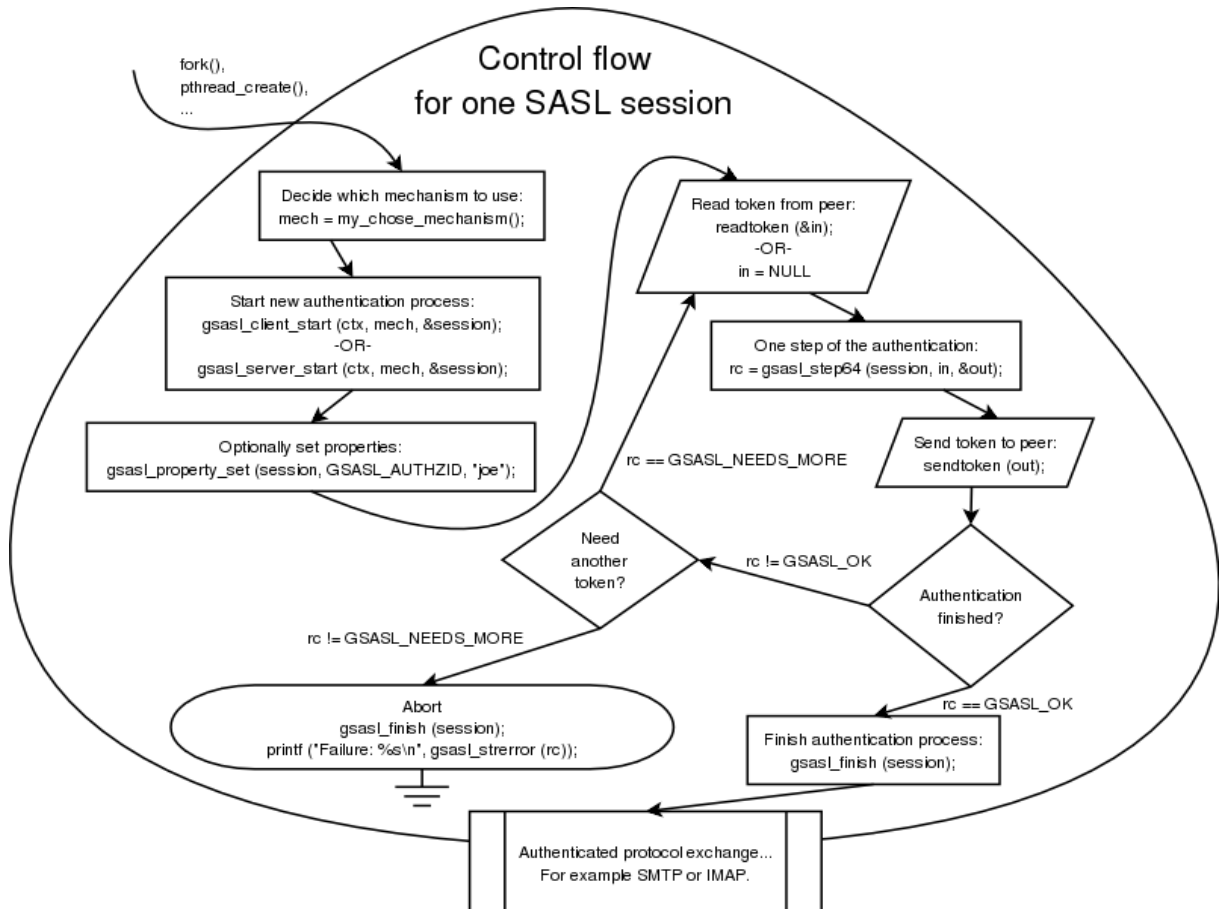 Control flow
for one SASL session
fork(),
pthread_create(),
...
Decide which mechanism to use:
mech = my_chose_mechanism();
Start new authentication process:
gsasl_client_start (ctx, mech, &session);
-OR-
gsasl_server_start (ctx, mech, &session);
Optionally set properties:
gsasl_property_set (session, GSASL_AUTHZID, "joe");
Read token from peer:
readtoken (&in);
-OR-
in = NULL
One step of the authentication:
rc = gsasl_step64 (session, in, &out);
Send token to peer:
sendtoken (out);
Authentication
finished?
rc != GSASL_OK
Need
another
token?
rc == GSASL_NEEDS_MORE
rc != GSASL_NEEDS_MORE
Abort
gsasl_finish (session);
printf ("Failure: %s\n", gsasl_strerror (rc));
rc == GSASL_OK
Finish authentication process:
gsasl_finish (session);
Authenticated protocol exchange...
For example SMTP or IMAP.